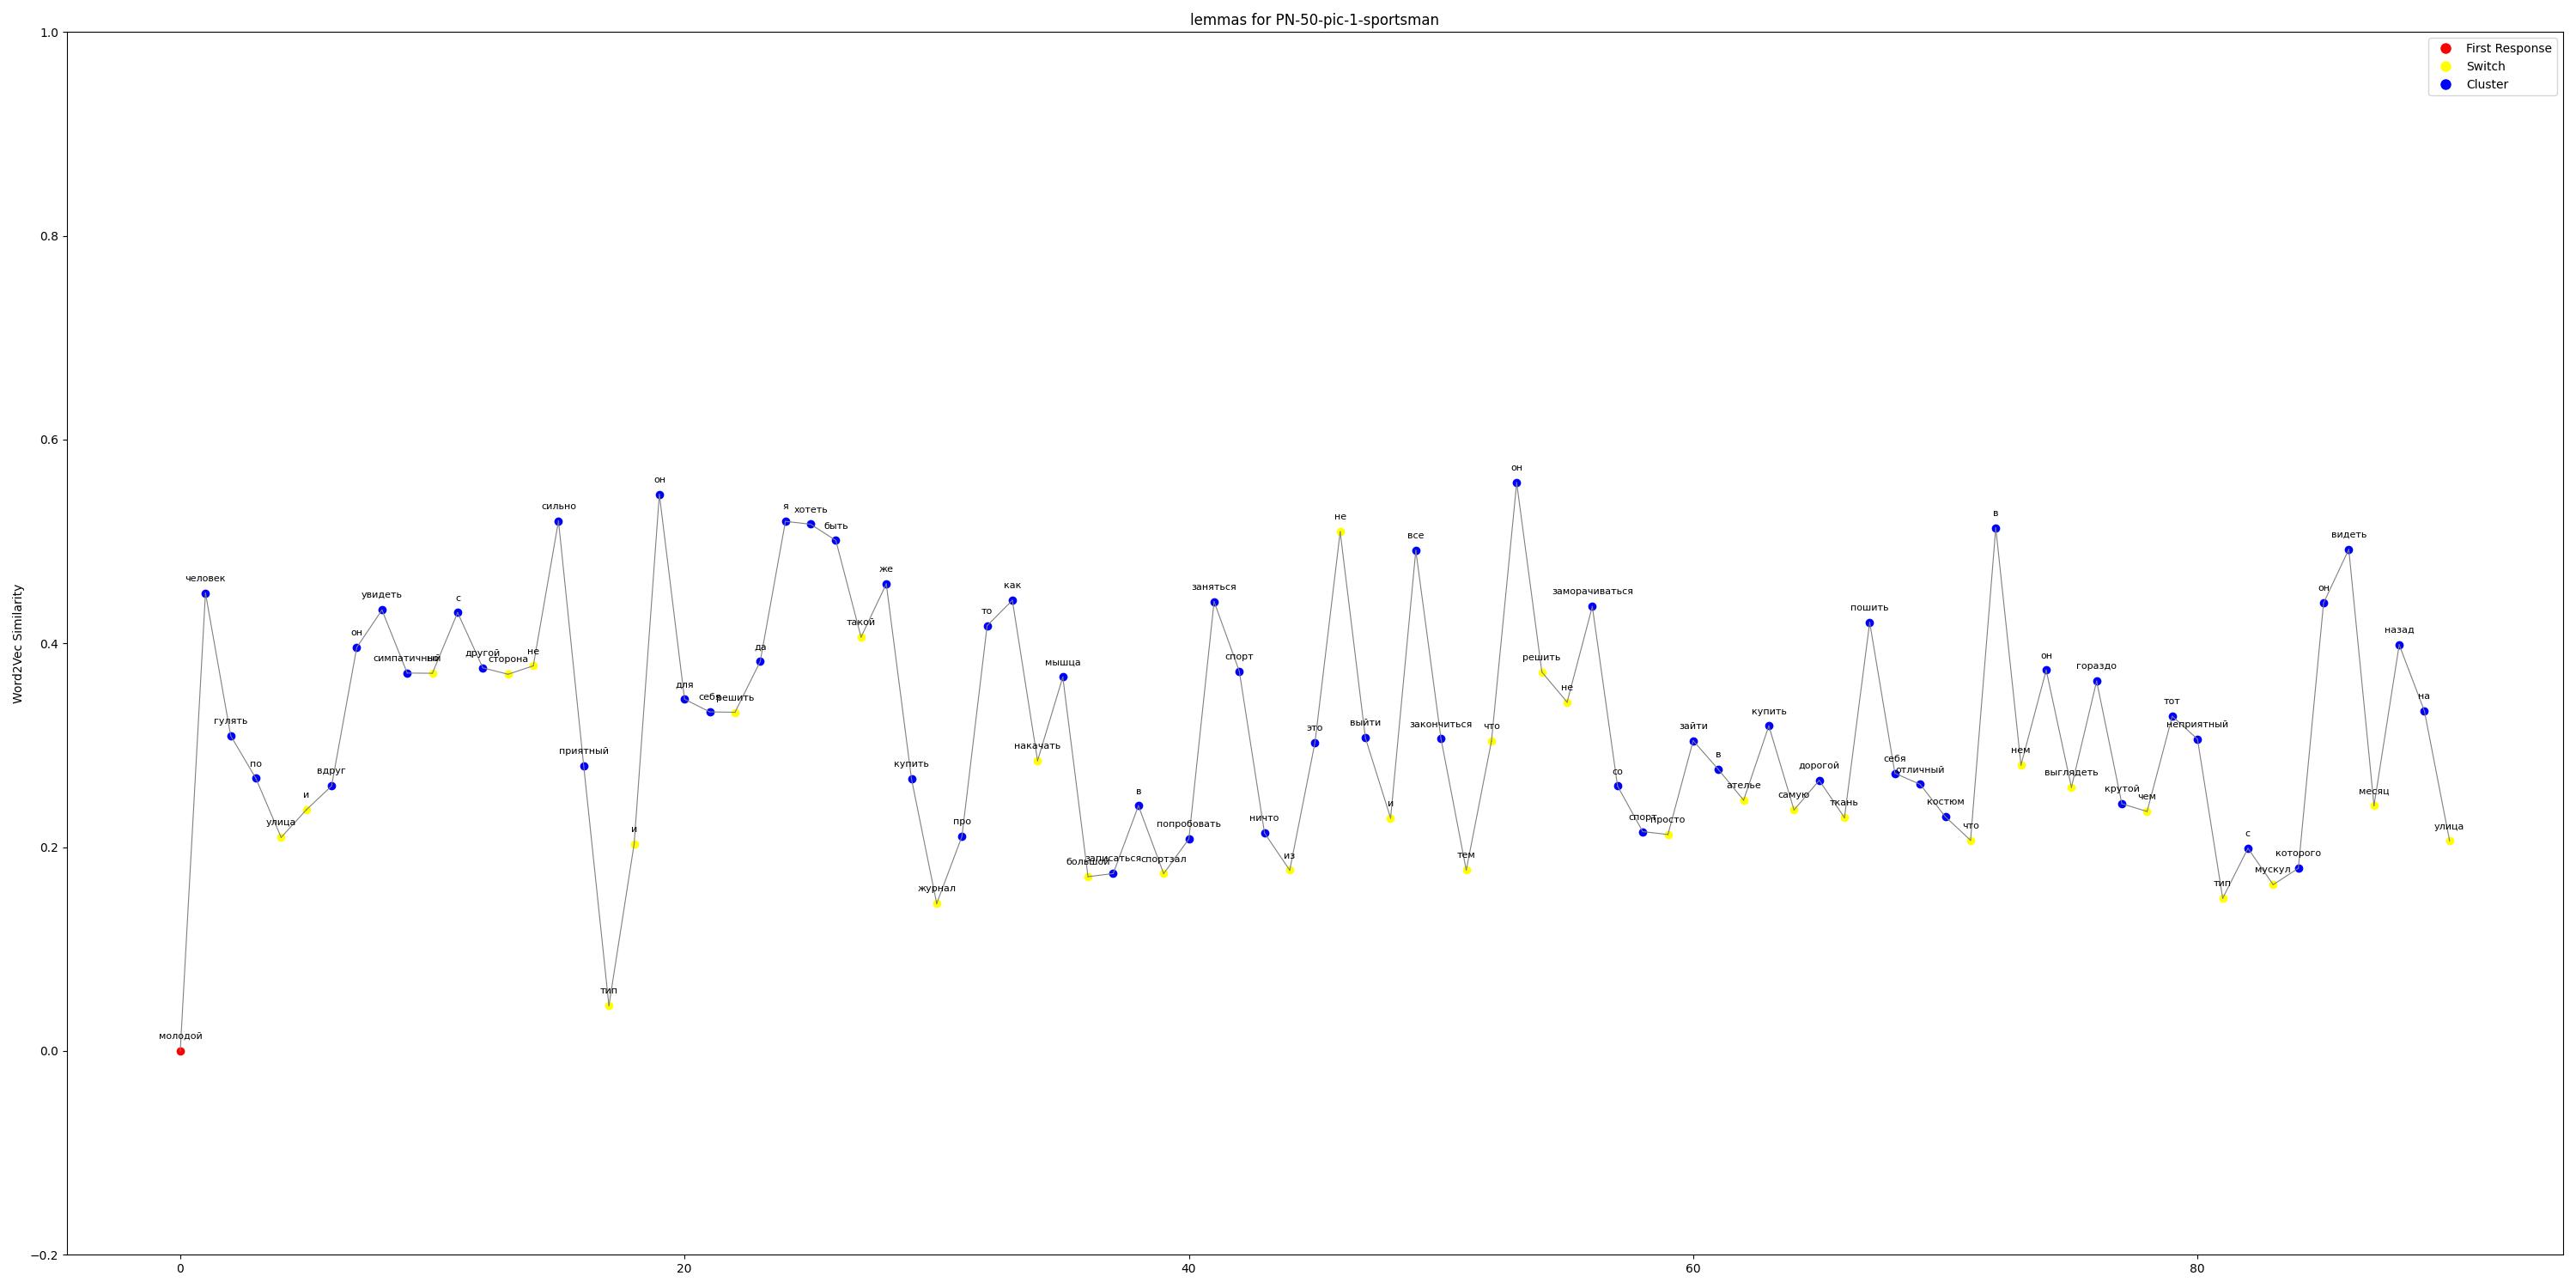 lemmas for PN-50-pic-1-sportsman
First Response
Switch
Cluster
Word2Vec Similarity
1.0
0.8
0.6
0.4
0.2
0.0
−0.2
0
20
40
60
80
молодой
человек
гулять
по
улица
и
вдруг
он
увидеть
симпатичный
с
другой
сторона
не
сильно
приятный
тип
и
он
для
себя
решить
да
я
хотеть
быть
такой
же
купить
журнал
про
то
как
накачать
мышца
большой
записаться
в
спортзал
попробовать
заняться
спорт
ничто
из
это
не
выйти
и
все
закончиться
тем
что
он
решить
не
заморачиваться
со
спорт
просто
зайти
в
ателье
купить
самую
дорогой
ткань
пошить
себя
отличный
костюм
что
в
нем
он
выглядеть
гораздо
крутой
чем
тот
неприятный
тип
с
мускул
которого
он
видеть
месяц
назад
на
улица